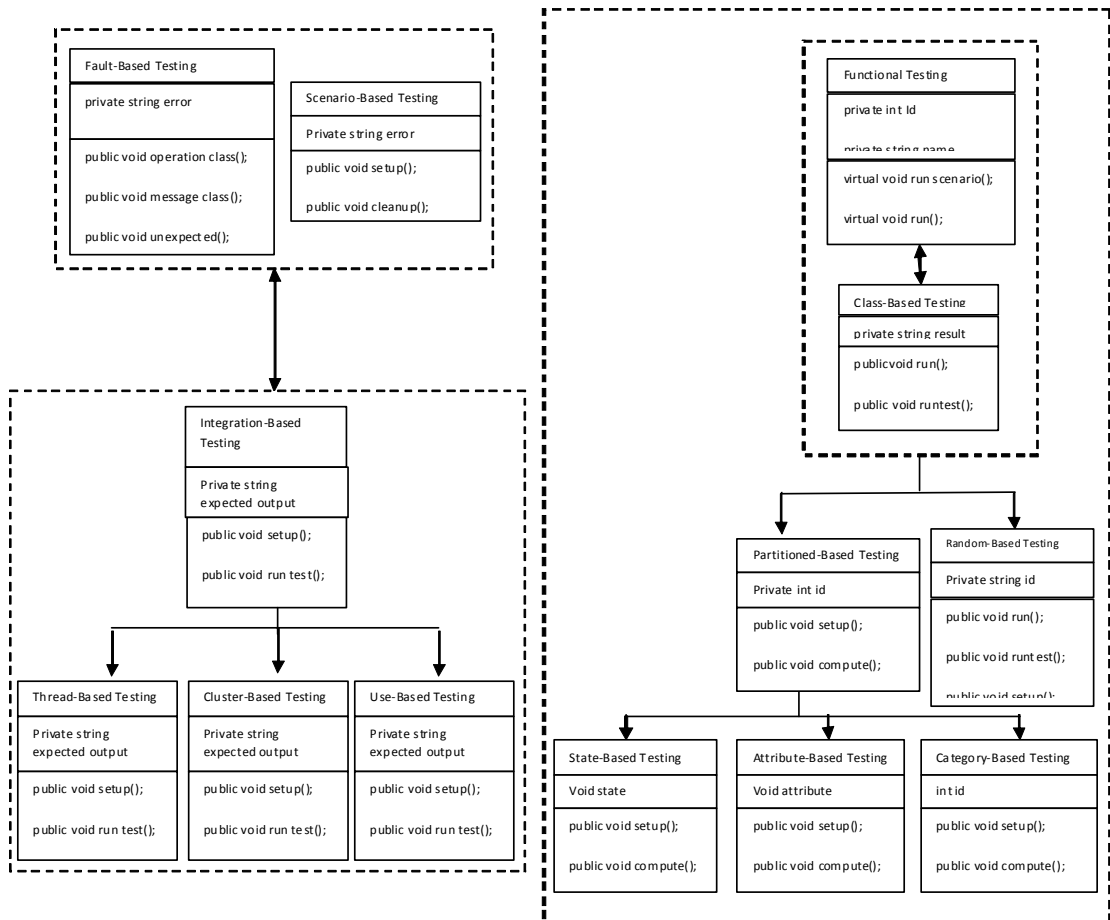 Fault-Based Testing
private string error
public void operation class();
public void message class();
public void unexpected();
Scenario-Based Testing
Private string error
public void setup();
public void cleanup();
Integration-Based
Testing
Private string
expected output
public void setup();
public void run test();
Thread-Based Testing
Private string
expected output
public void setup();
public void run test();
Cluster-Based Testing
Private string
expected output
public void setup();
public void run test();
Use-Based Testing
Private string
expected output
public void setup();
public void run test();
Functional Testing
private int Id
private string name
virtual void run scenario();
virtual void run();
Class-Based Testing
private string result
public void run();
public void runtest();
Partitioned-Based Testing
Private int id
public void setup();
public void compute();
Random-Based Testing
Private string id
public void run();
public void runtest();
public void setup();
State-Based Testing
Void state
public void setup();
public void compute();
Attribute-Based Testing
Void attribute
public void setup();
public void compute();
Category-Based Testing
int id
public void setup();
public void compute();